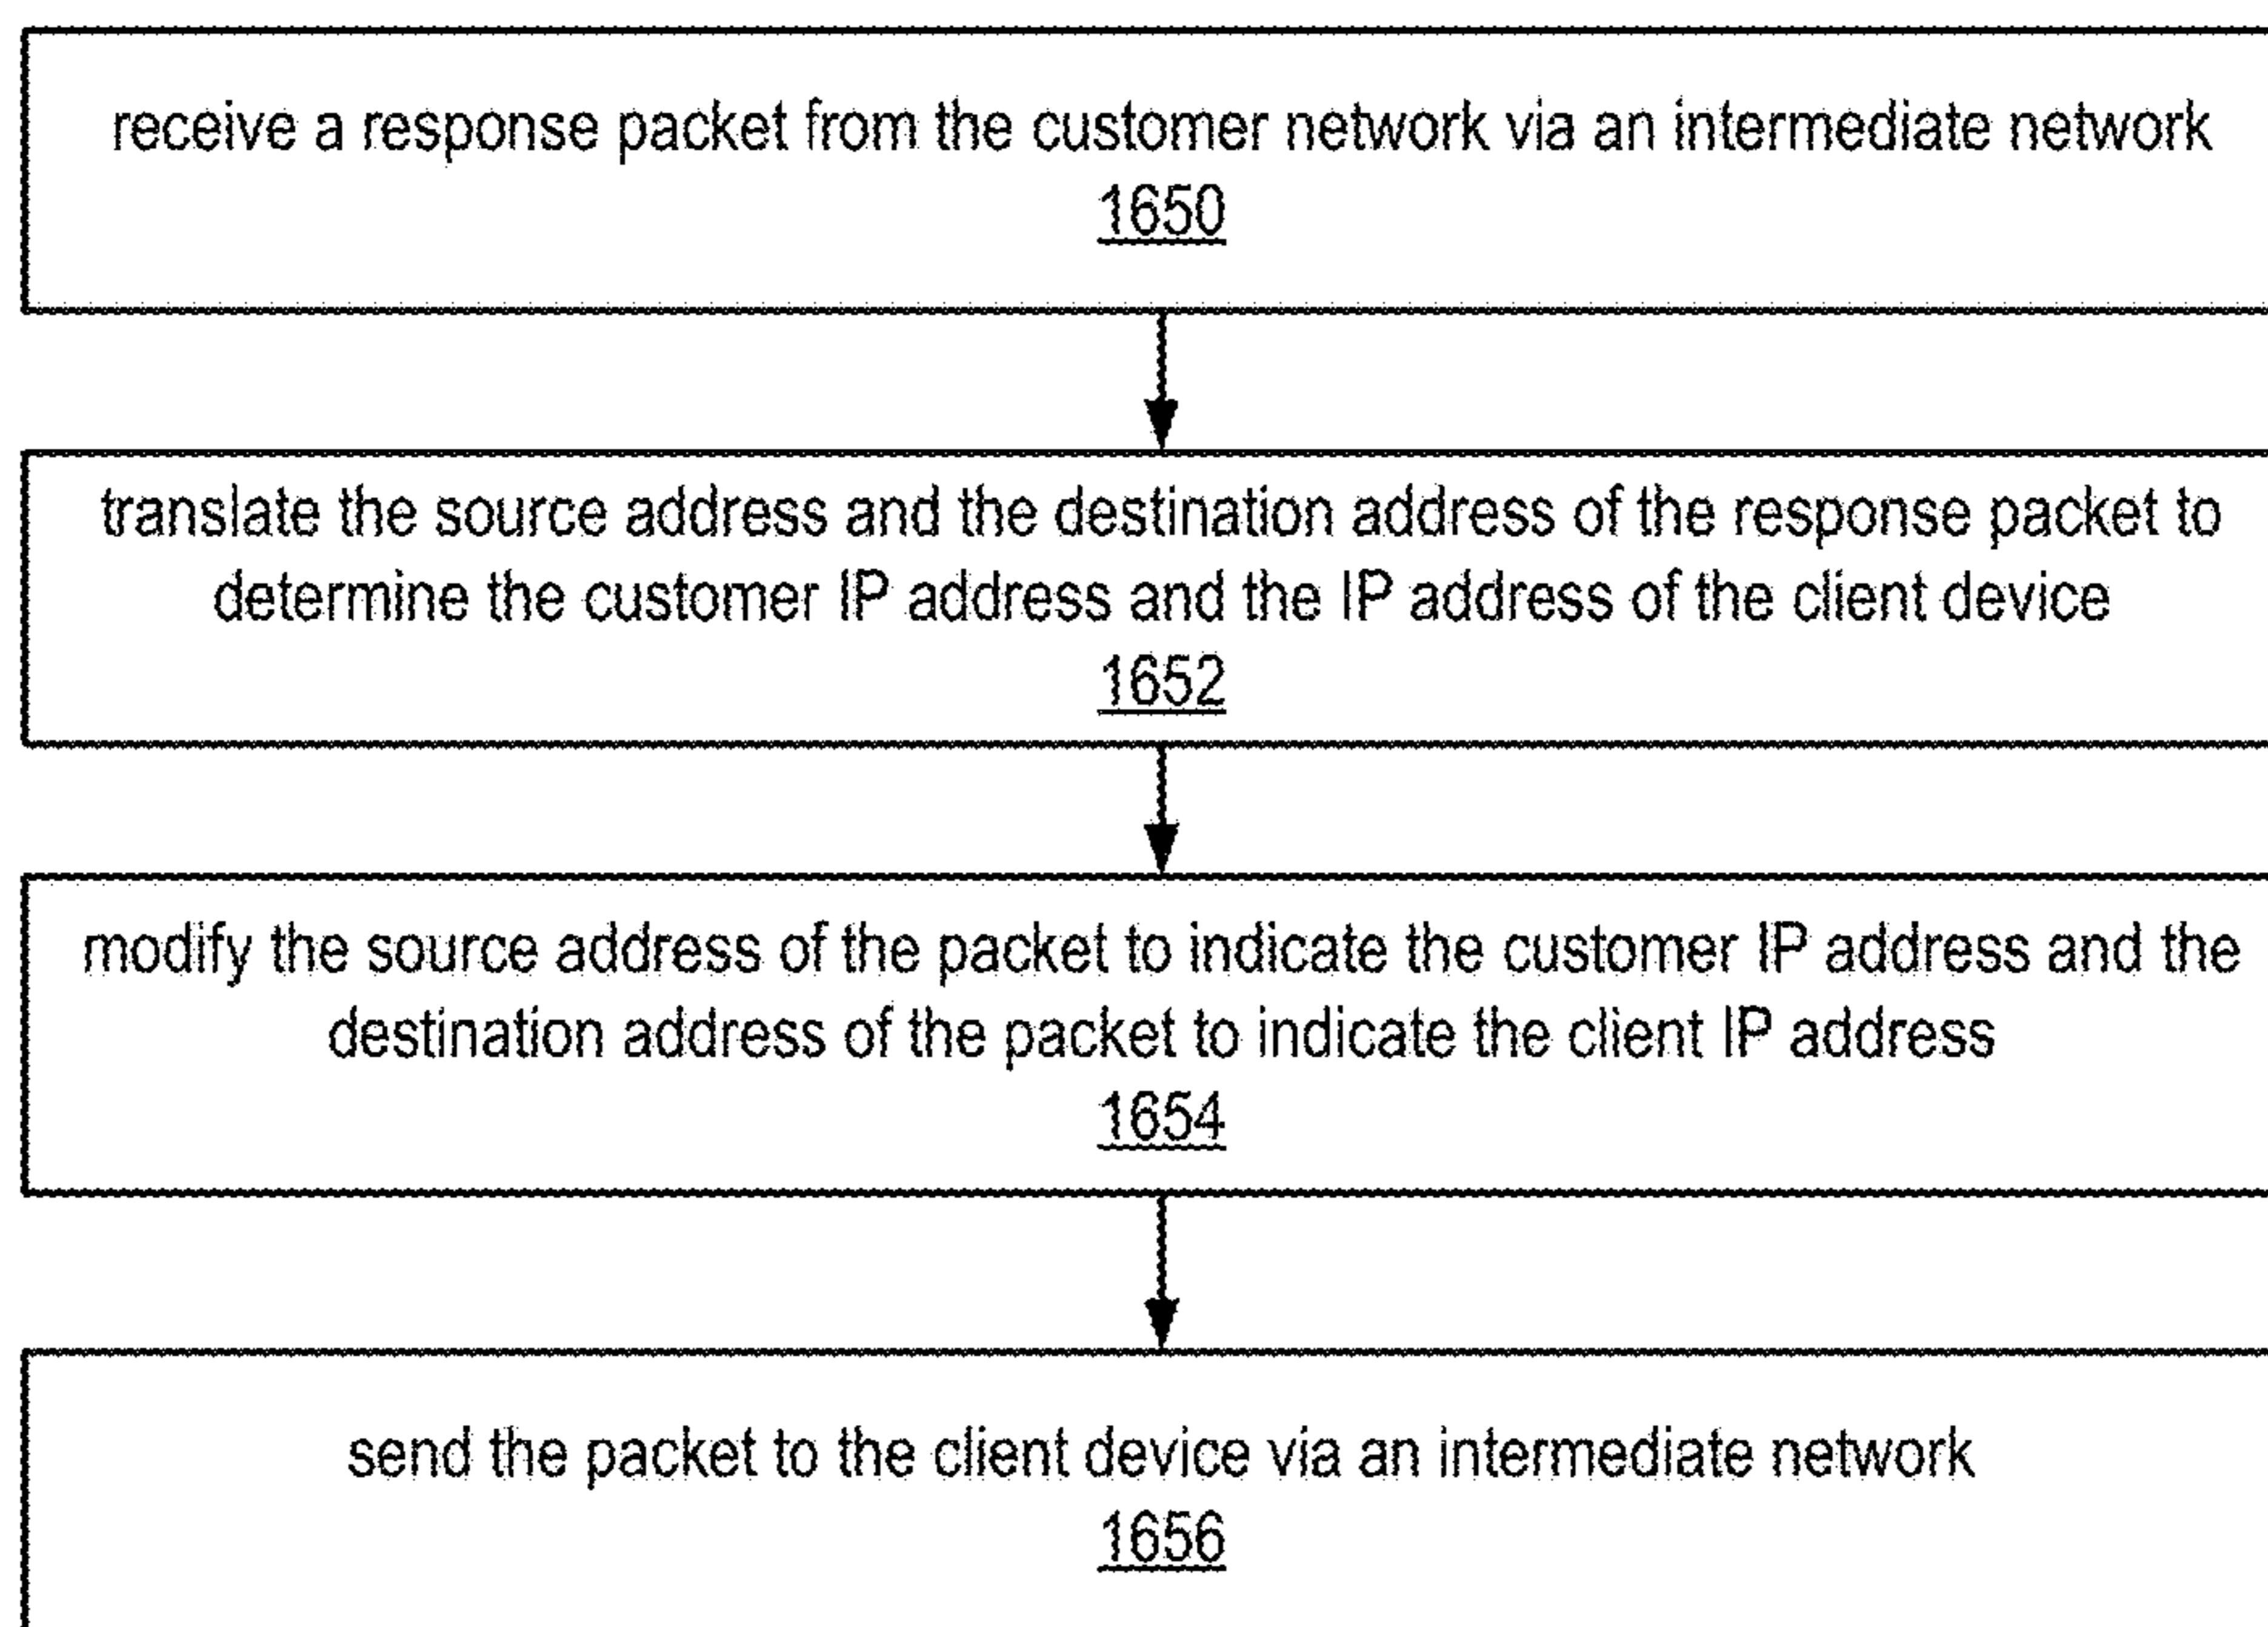 receive a response packet from the customer network via an intermediate network
1650
translate the source address and the destination address of the response packet to
determine the customer IP address and the IP address of the client device
1652
modify the source address of the packet to indicate the customer IP address and the
destination address of the packet to indicate the client IP address
1654
send the packet to the client device via an intermediate network
1656